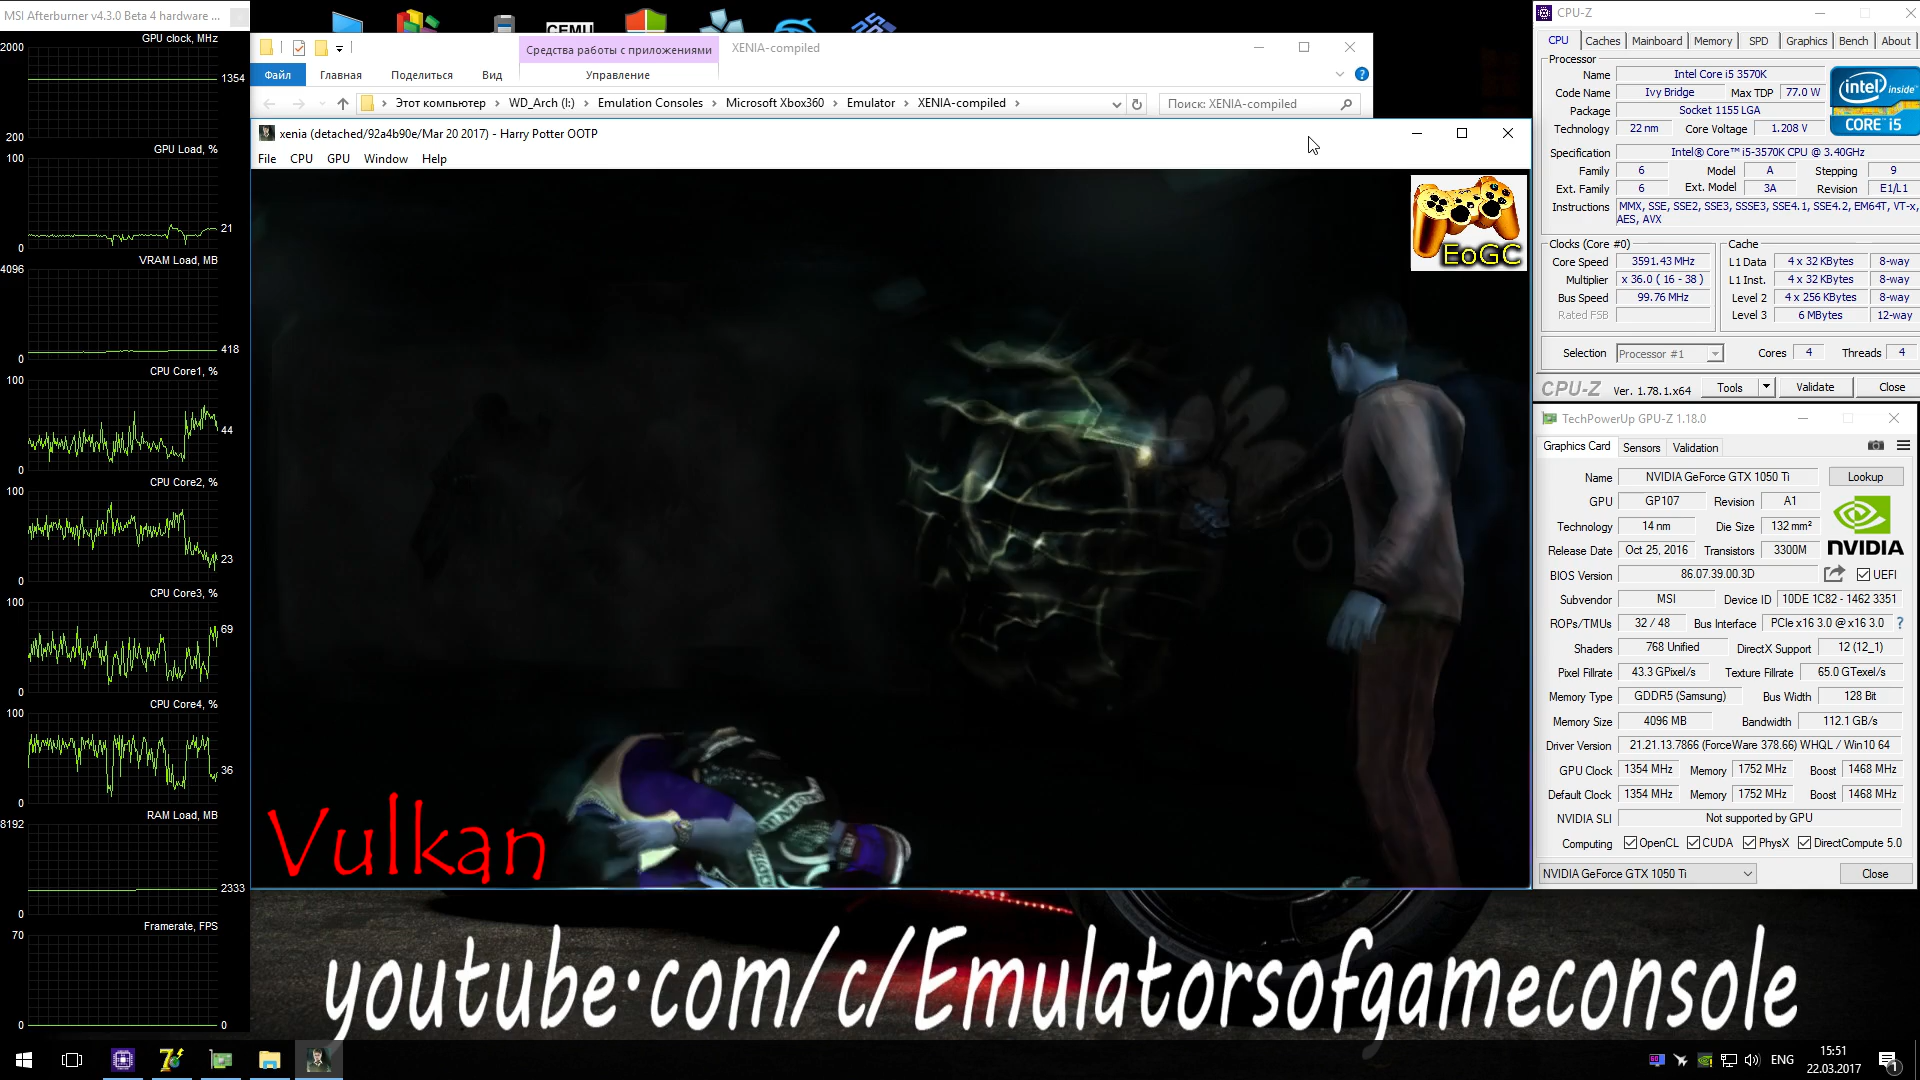 MSI Afterburner v4.3.0 Beta 4 hardware ...
GPU clock, MHz
2000
1354
200
GPU Load, %
100
21
0
VRAM Load, MB
4096
418
0
CPU Core1, %
100
44
0
CPU Core2, %
100
23
0
CPU Core3, %
100
69
0
CPU Core4, %
100
36
0
RAM Load, MB
8192
2333
0
Framerate, FPS
70
0
0
CEMU
Средства работы с приложениями
XENIA-compiled
Файл
Главная
Поделиться
Вид
Управление
Этот компьютер
WD_Arch (I:)
Emulation Consoles
Microsoft Xbox360
Emulator
XENIA-compiled
Поиск: XENIA-compiled
xenia (detached/92a4b90e/Mar 20 2017) - Harry Potter OOTP
File CPU GPU Window Help
EoGC
Vulkan
youtube.com/c/Emulatorsofgameconsole
CPU-Z
CPU Caches Mainboard Memory SPD Graphics Bench About
Processor
Name Intel Core i5 3570K
Code Name Ivy Bridge Max TDP 77.0 W
Package Socket 1155 LGA
Technology 22 nm Core Voltage 1.208 V
intel inside
CORE i5
Specification Intel® Core™ i5-3570K CPU @ 3.40GHz
Family 6 Model A Stepping 9
Ext. Family 6 Ext. Model 3A Revision E1/L1
Instructions MMX, SSE, SSE2, SSE3, SSSE3, SSE4.1, SSE4.2, EM64T, VT-x,
AES, AVX
Clocks (Core #0)
Core Speed 3591.43 MHz
Multiplier x 36.0 ( 16 - 38 )
Bus Speed 99.76 MHz
Rated FSB
Cache
L1 Data 4 x 32 KBytes 8-way
L1 Inst. 4 x 32 KBytes 8-way
Level 2 4 x 256 KBytes 8-way
Level 3 6 MBytes 12-way
Selection Processor #1 Cores 4 Threads 4
CPU-Z Ver. 1.78.1.x64 Tools Validate Close
TechPowerUp GPU-Z 1.18.0
Graphics Card Sensors Validation
Name NVIDIA GeForce GTX 1050 Ti Lookup
GPU GP107 Revision A1
Technology 14 nm Die Size 132 mm²
Release Date Oct 25, 2016 Transistors 3300M
NVIDIA
BIOS Version 86.07.39.00.3D UEFI
Subvendor MSI Device ID 10DE 1C82 - 1462 3351
ROPs/TMUs 32 / 48 Bus Interface PCIe x16 3.0 @ x16 3.0 ?
Shaders 768 Unified DirectX Support 12 (12_1)
Pixel Fillrate 43.3 GPixel/s Texture Fillrate 65.0 GTexel/s
Memory Type GDDR5 (Samsung) Bus Width 128 Bit
Memory Size 4096 MB Bandwidth 112.1 GB/s
Driver Version 21.21.13.7866 (ForceWare 378.66) WHQL / Win10 64
GPU Clock 1354 MHz Memory 1752 MHz Boost 1468 MHz
Default Clock 1354 MHz Memory 1752 MHz Boost 1468 MHz
NVIDIA SLI Not supported by GPU
Computing OpenCL CUDA PhysX DirectCompute 5.0
NVIDIA GeForce GTX 1050 Ti Close
ENG
15:51
22.03.2017
1